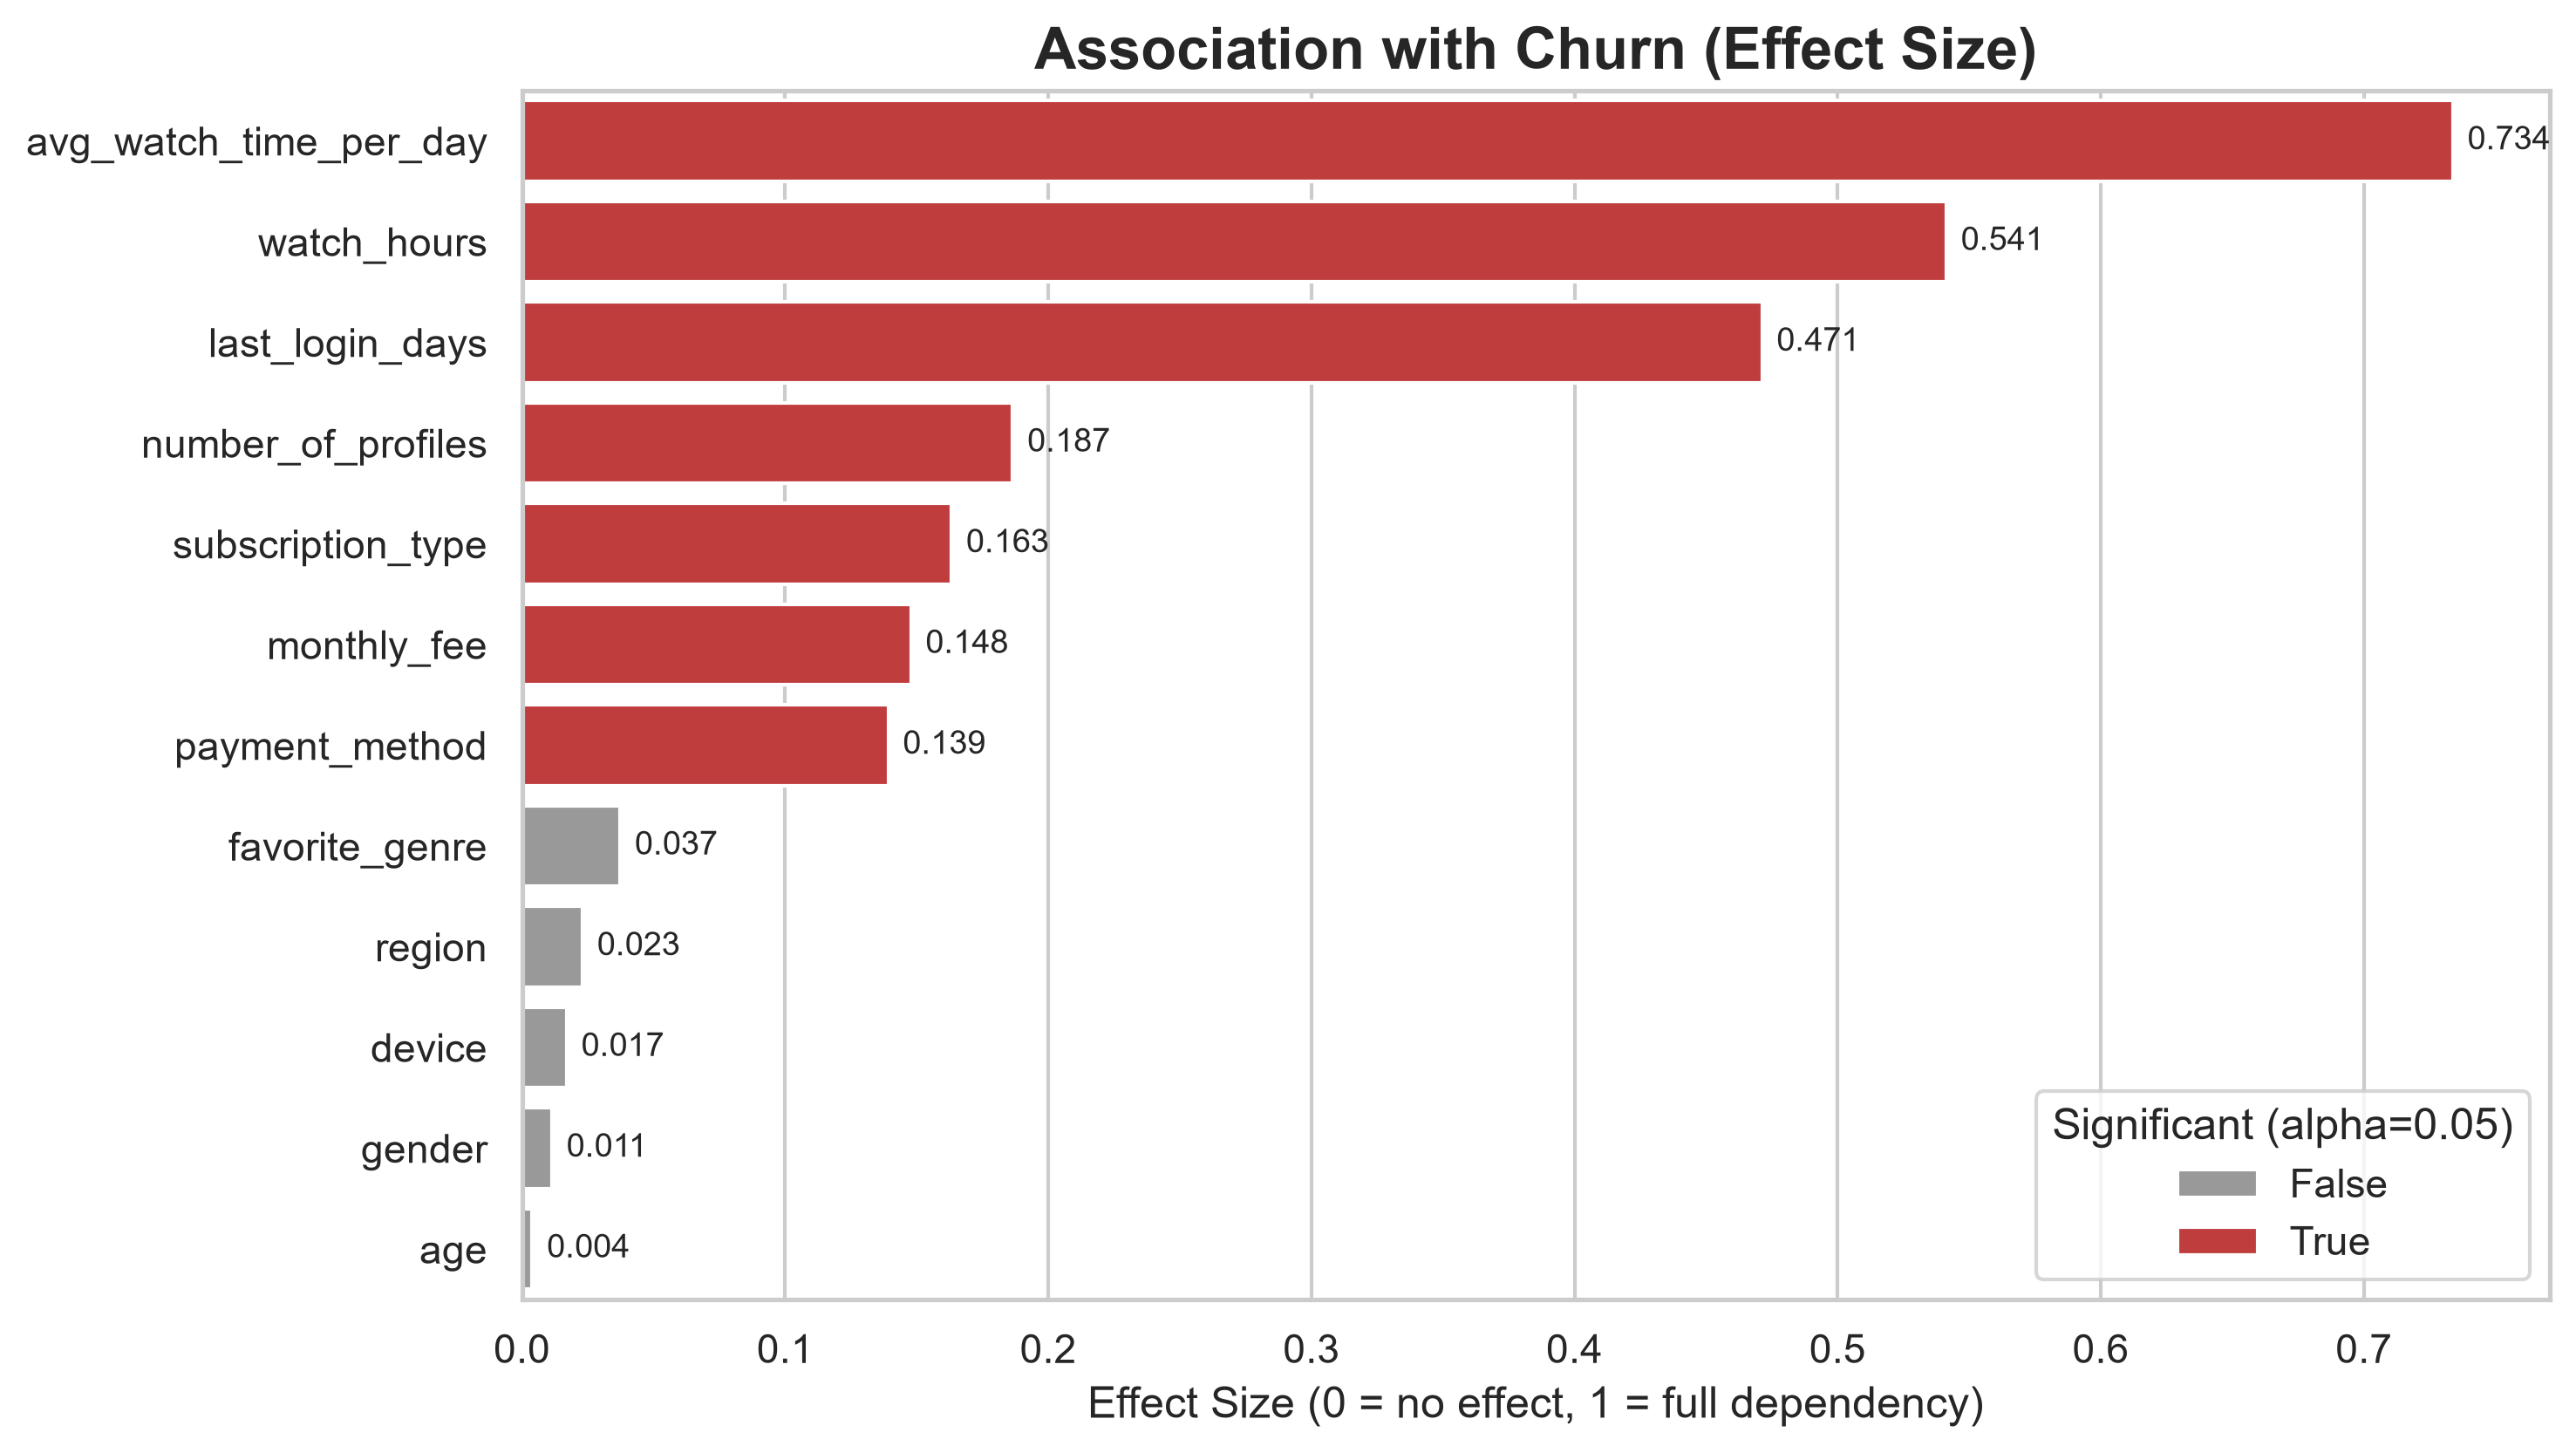 Association with Churn (Effect Size)
avg_watch_time_per_day 0.734
watch_hours 0.541
last_login_days 0.471
number_of_profiles 0.187
subscription_type 0.163
monthly_fee 0.148
payment_method 0.139
favorite_genre 0.037
region 0.023
device 0.017
gender 0.011
age 0.004
Significant (alpha=0.05)
False
True
0.0 0.1 0.2 0.3 0.4 0.5 0.6 0.7
Effect Size (0 = no effect, 1 = full dependency)